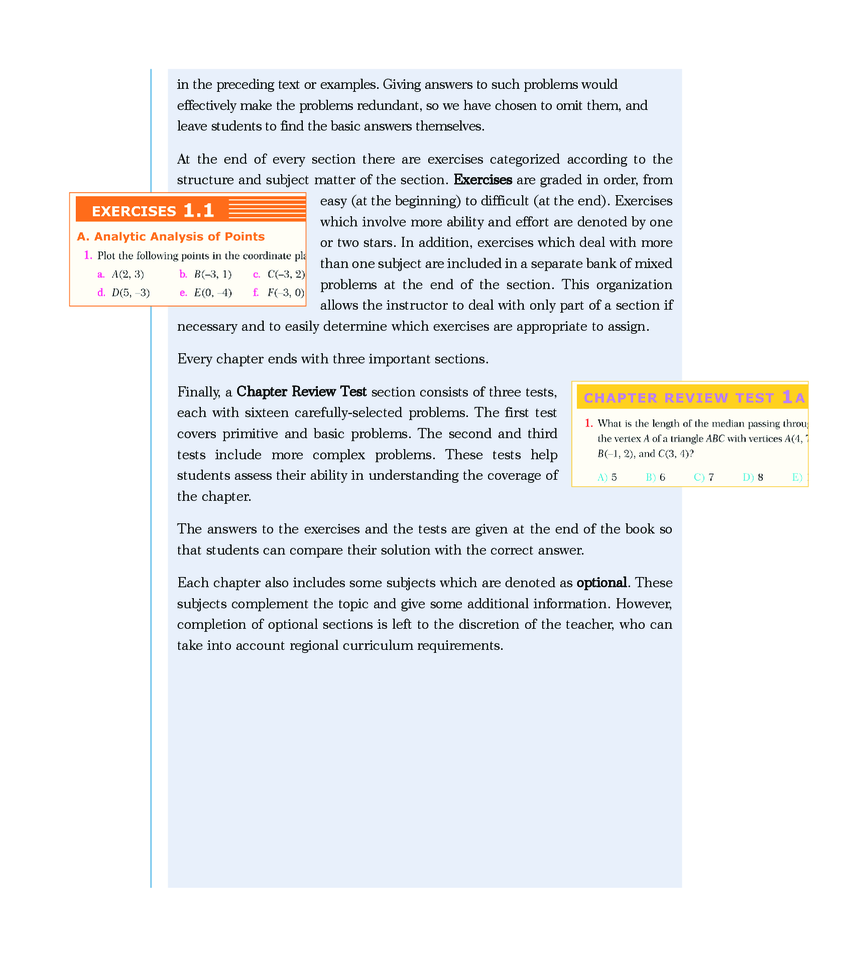 in the preceding text or examples. Giving answers to such problems would
effectively make the problems redundant, so we have chosen to omit them, and
leave students to find the basic answers themselves.
At the end of every section there are exercises categorized according to the
structure and subject matter of the section. Exercises are graded in order, from
easy (at the beginning) to difficult (at the end). Exercises
which involve more ability and effort are denoted by one
or two stars. In addition, exercises which deal with more
than one subject are included in a separate bank of mixed
problems at the end of the section. This organization
allows the instructor to deal with only part of a section if
necessary and to easily determine which exercises are appropriate to assign.
EXERCISES 1.1
A. Analytic Analysis of Points
1. Plot the following points in the coordinate
a. A(2, 3) b. B(–3, 1) c. C(–3, 2)
d. D(5, –3) e. E(0, –4) f. F(–3, 0)
Every chapter ends with three important sections.
Finally, a Chapter Review Test section consists of three tests,
each with sixteen carefully-selected problems. The first test
covers primitive and basic problems. The second and third
tests include more complex problems. These tests help
students assess their ability in understanding the coverage of
the chapter.
CHAPTER REVIEW TEST 1A
1. What is the length of the median passing
the vertex A of a triangle ABC with vertices A(4,
B(–1, 2), and C(3, 4)?
A) 5 B) 6 C) 7 D) 8 E)
The answers to the exercises and the tests are given at the end of the book so
that students can compare their solution with the correct answer.
Each chapter also includes some subjects which are denoted as optional. These
subjects complement the topic and give some additional information. However,
completion of optional sections is left to the discretion of the teacher, who can
take into account regional curriculum requirements.